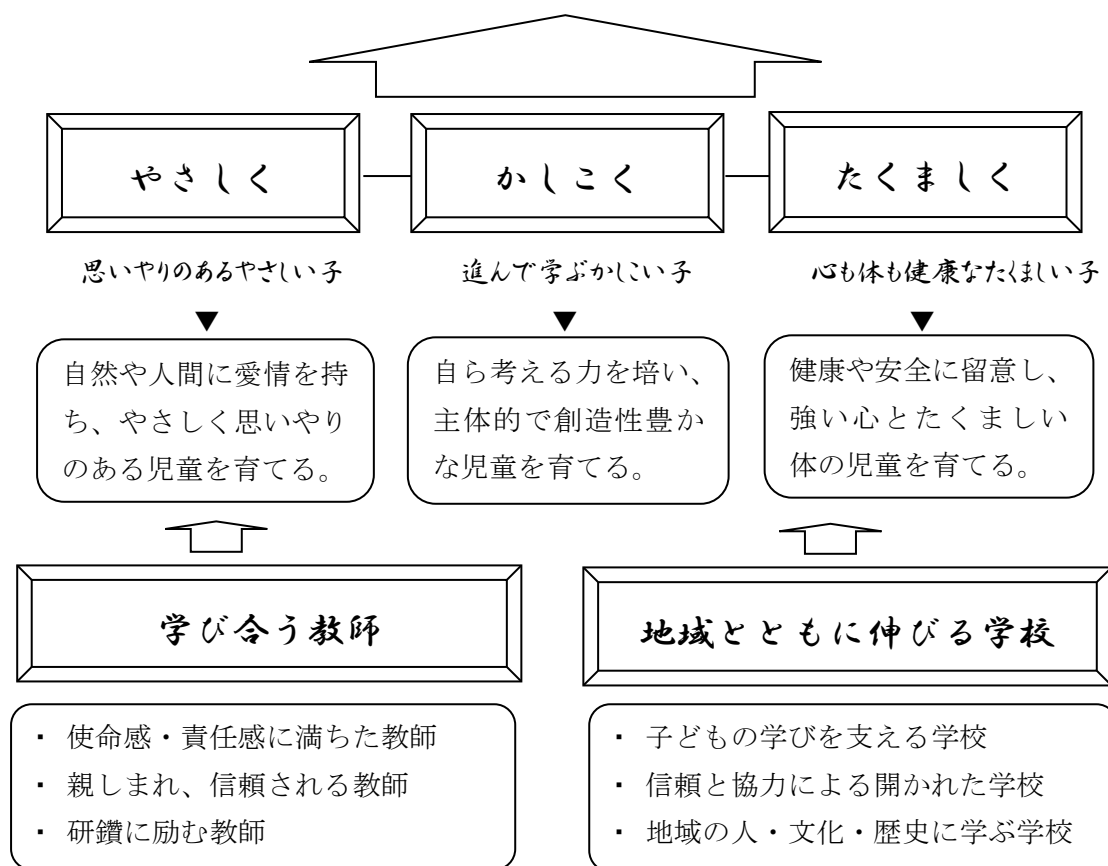 やさしく
かしこく
たくましく
思いやりのあるやさしい子
進んで学ぶかしこい子
心も体も健康なたくましい子
自然や人間に愛情を持
ち、やさしく思いやり
のある児童を育てる。
自ら考える力を培い、
主体的で創造性豊か
な児童を育てる。
健康や安全に留意し、
強い心とたくましい
体の児童を育てる。
学び合う教師
地域とともに伸びる学校
・ 使命感・責任感に満ちた教師
・ 親しまれ、信頼される教師
・ 研鑽に励む教師
・ 子どもの学びを支える学校
・ 信頼と協力による開かれた学校
・ 地域の人・文化・歴史に学ぶ学校